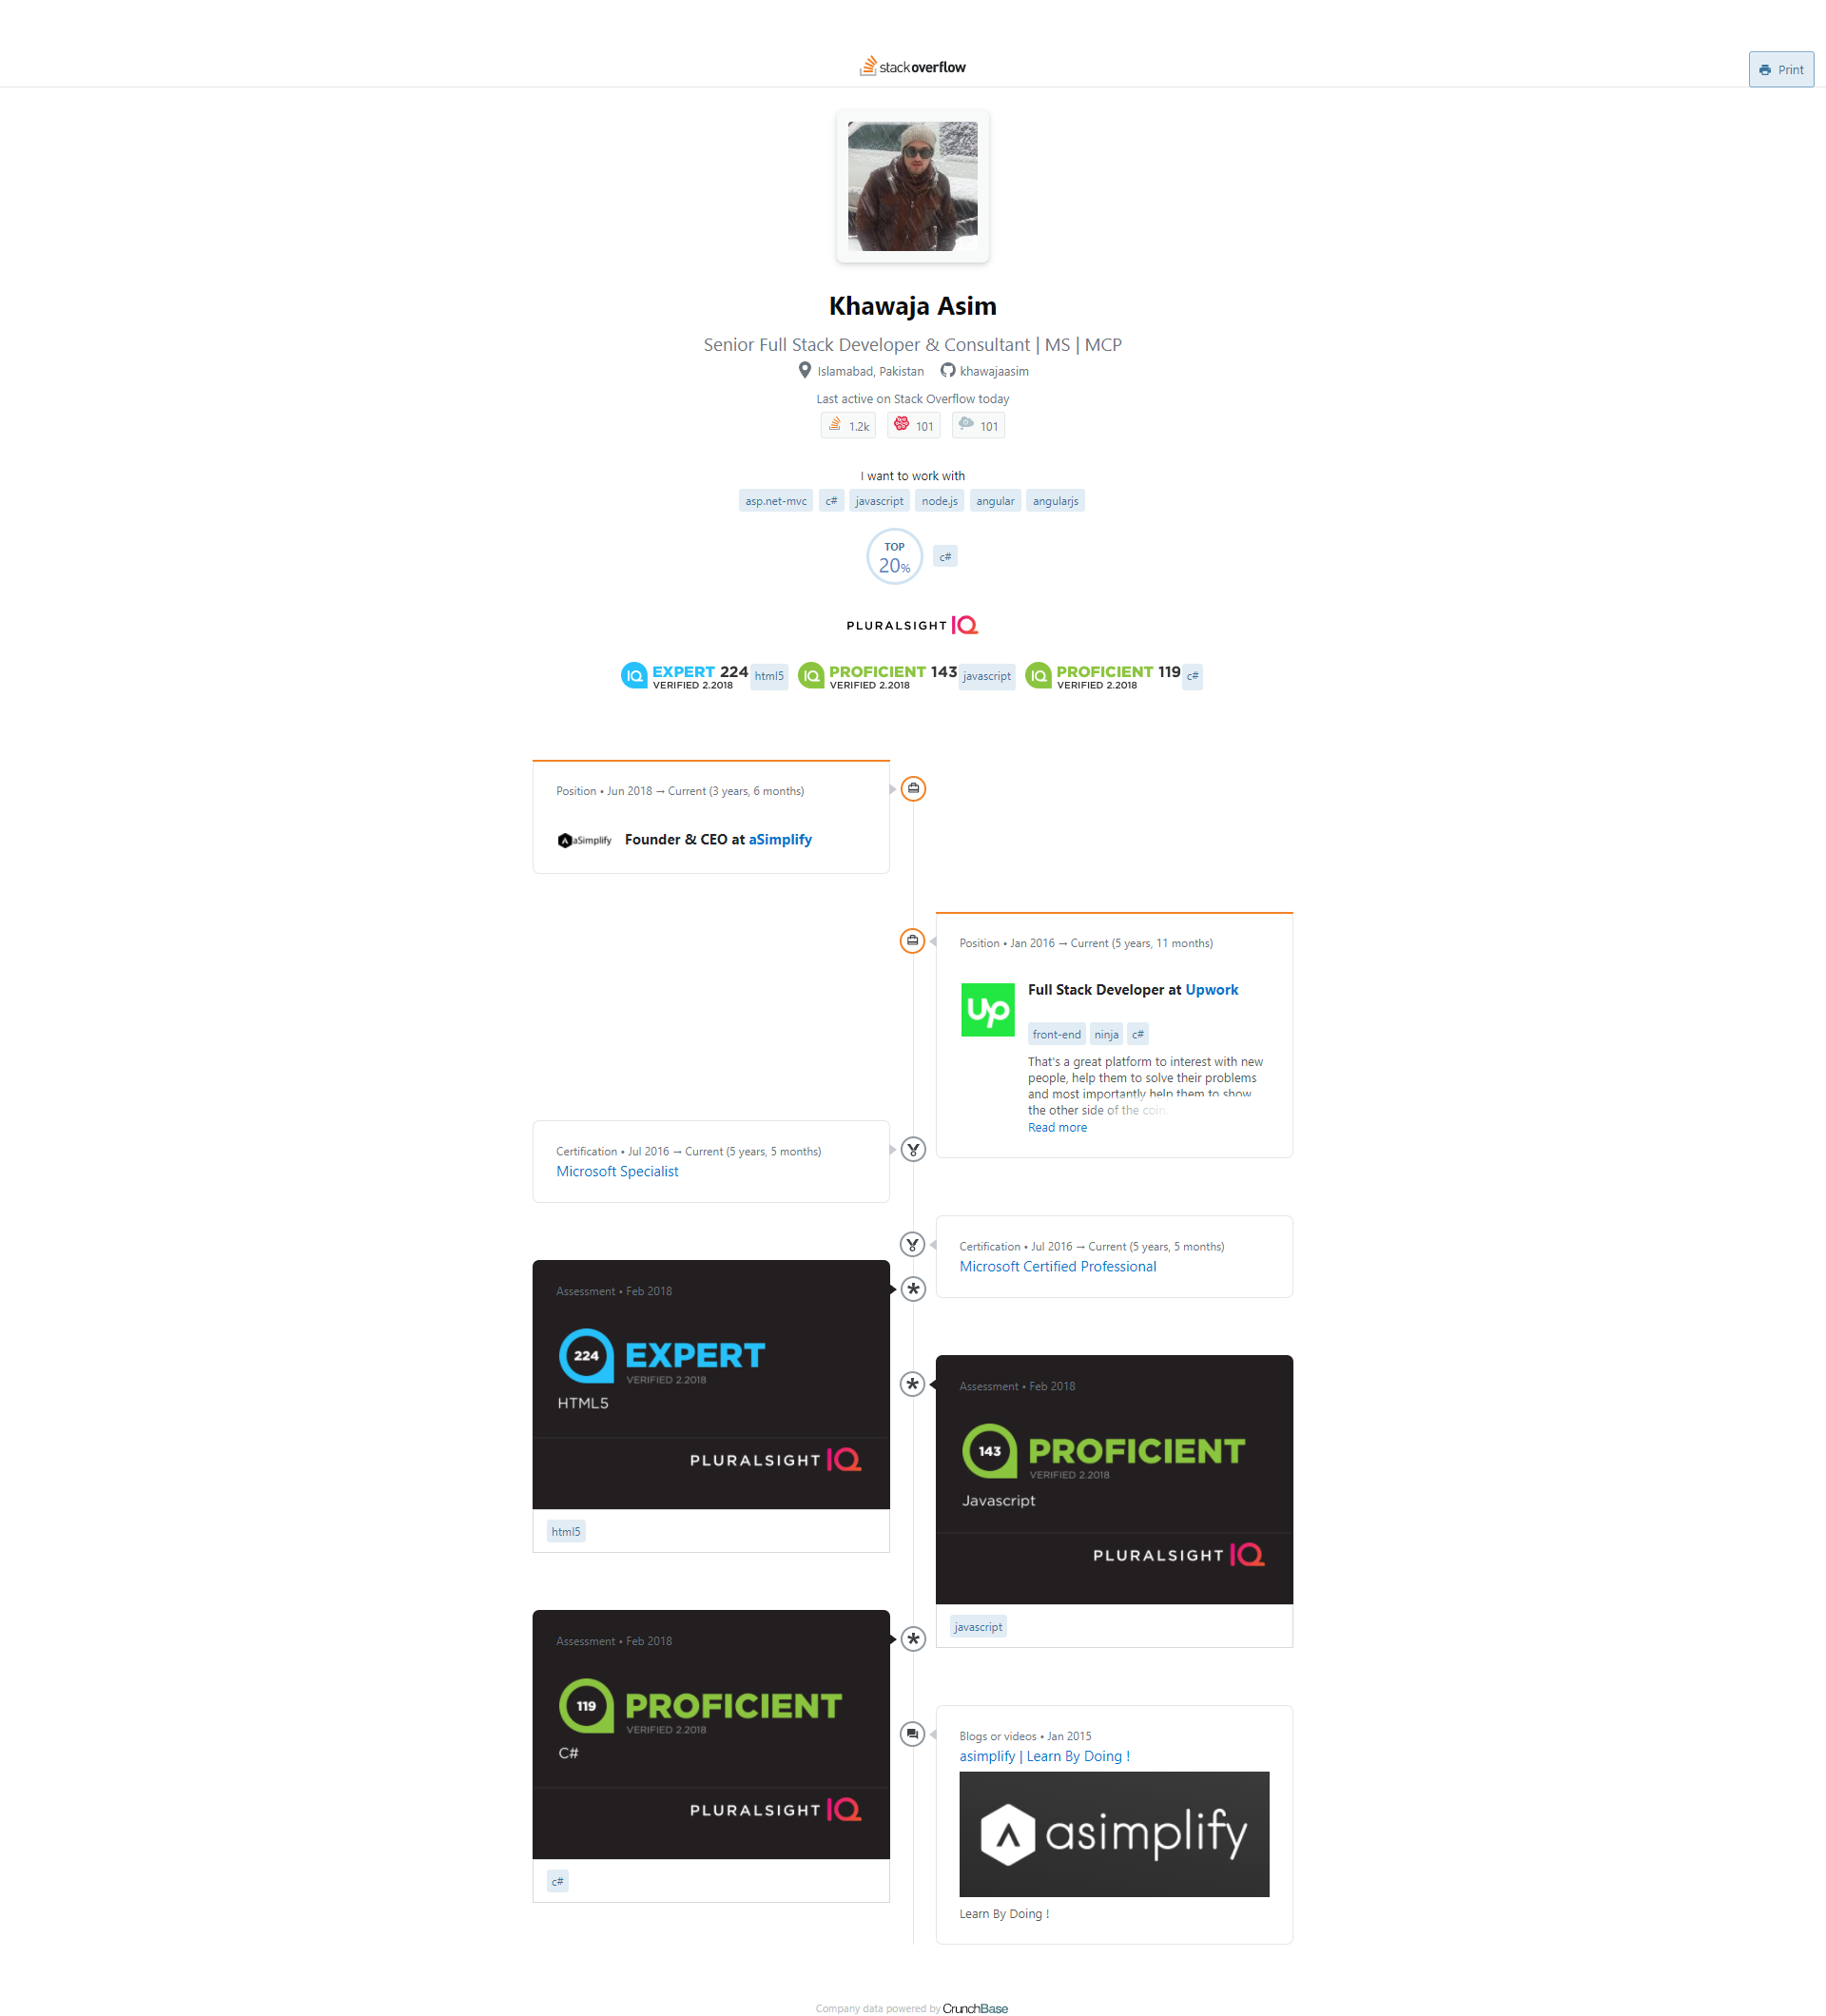 stackoverflow
Print
Khawaja Asim
Senior Full Stack Developer & Consultant | MS | MCP
Islamabad, Pakistan khawajaasim
Last active on Stack Overflow today
1.2k 101 101
I want to work with
asp.net-mvc c# javascript node.js angular angularjs
TOP
20% c#
PLURALSIGHT IQ
IQ EXPERT 224 html5 IQ PROFICIENT 143 javascript IQ PROFICIENT 119 c#
VERIFIED 2.2018 VERIFIED 2.2018 VERIFIED 2.2018
Position • Jun 2018 → Current (3 years, 6 months)
aSimplify Founder & CEO at aSimplify
Position • Jan 2016 → Current (5 years, 11 months)
Up
Full Stack Developer at Upwork
front-end ninja c#
That's a great platform to interest with new
people, help them to solve their problems
and most importantly help them to show
the other side of the coin.
Read more
Certification • Jul 2016 → Current (5 years, 5 months)
Microsoft Specialist
Certification • Jul 2016 → Current (5 years, 5 months)
Microsoft Certified Professional
Assessment • Feb 2018
224 EXPERT
VERIFIED 2.2018
HTML5
PLURALSIGHT IQ
html5
Assessment • Feb 2018
143 PROFICIENT
VERIFIED 2.2018
Javascript
PLURALSIGHT IQ
javascript
Assessment • Feb 2018
119 PROFICIENT
VERIFIED 2.2018
C#
PLURALSIGHT IQ
c#
Blogs or videos • Jan 2015
asimplify | Learn By Doing !
asimplify
Learn By Doing !
Company data powered by CrunchBase